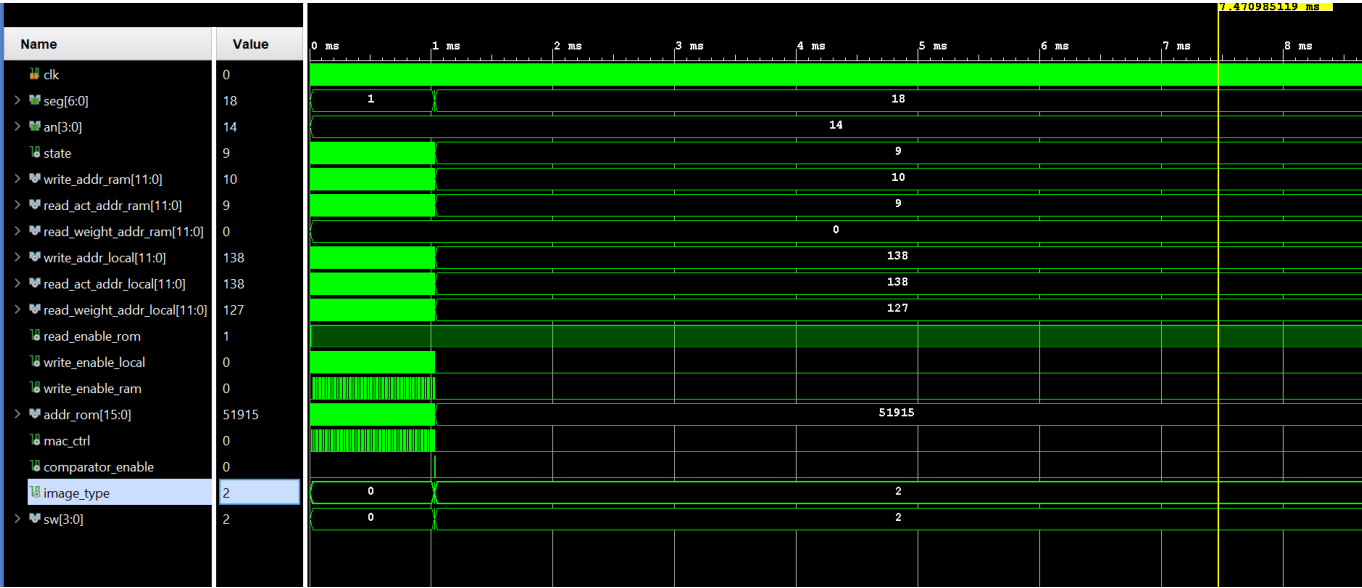 7.470985119 ms
Name Value 0 ms 1 ms 2 ms 3 ms 4 ms 5 ms 6 ms 7 ms 8 ms
clk 0
seg[6:0] 18 1 18
an[3:0] 14 14
state 9 9
write_addr_ram[11:0] 10 10
read_act_addr_ram[11:0] 9 9
read_weight_addr_ram[11:0] 0 0
write_addr_local[11:0] 138 138
read_act_addr_local[11:0] 138 138
read_weight_addr_local[11:0] 127 127
read_enable_rom 1
write_enable_local 0
write_enable_ram 0
addr_rom[15:0] 51915 51915
mac_ctrl 0
comparator_enable 0
image_type 2 0 2
sw[3:0] 2 0 2